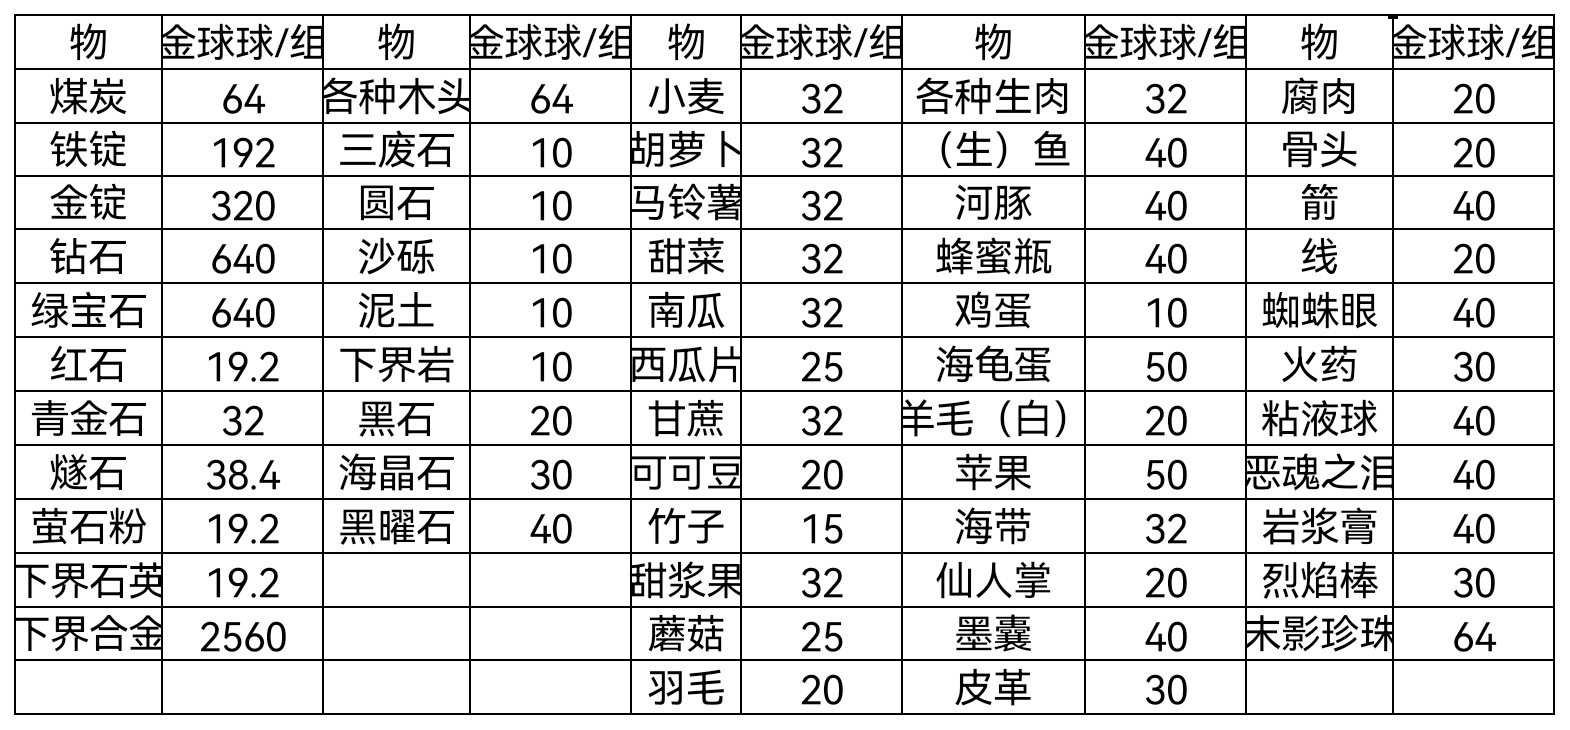 物 金球球/组 物 金球球/组 物 金球球/组 物 金球球/组 物 金球球/组
煤炭 64 各种木头 64 小麦 32 各种生肉 32 腐肉 20
铁锭 192 三废石 10 胡萝卜 32 （生）鱼 40 骨头 20
金锭 320 圆石 10 马铃薯 32 河豚 40 箭 40
钻石 640 沙砾 10 甜菜 32 蜂蜜瓶 40 线 20
绿宝石 640 泥土 10 南瓜 32 鸡蛋 10 蜘蛛眼 40
红石 19.2 下界岩 10 西瓜片 25 海龟蛋 50 火药 30
青金石 32 黑石 20 甘蔗 32 羊毛（白） 20 粘液球 40
燧石 38.4 海晶石 30 可可豆 20 苹果 50 恶魂之泪 40
萤石粉 19.2 黑曜石 40 竹子 15 海带 32 岩浆膏 40
下界石英 19.2 甜浆果 32 仙人掌 20 烈焰棒 30
下界合金 2560 蘑菇 25 墨囊 40 末影珍珠 64
羽毛 20 皮革 30